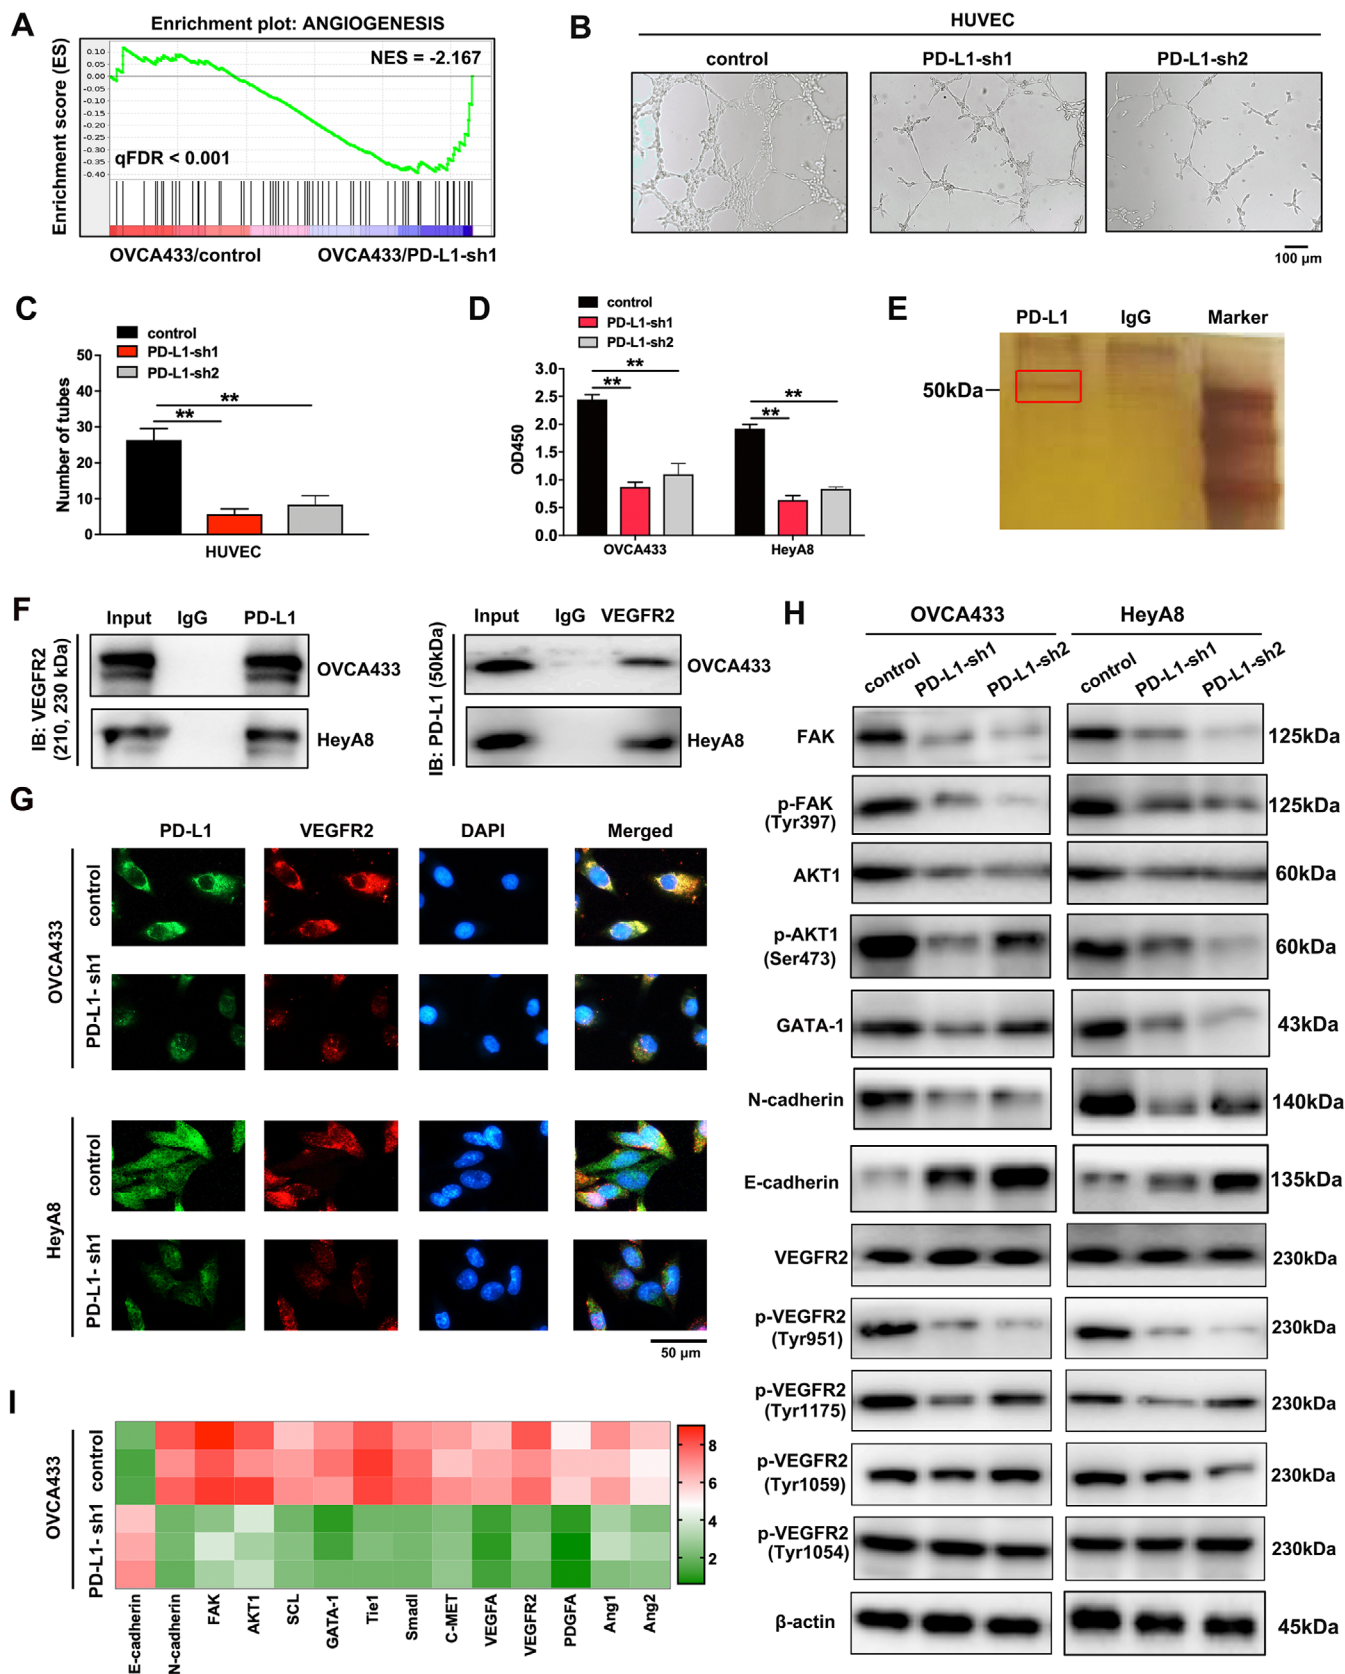 A
Enrichment plot: ANGIOGENESIS
Enrichment score (ES)
0.10
0.05
0.00
-0.05
-0.10
-0.15
-0.20
-0.25
-0.30
-0.35
-0.40
NES = -2.167
qFDR < 0.001
OVCA433/control
OVCA433/PD-L1-sh1
B
HUVEC
control
PD-L1-sh1
PD-L1-sh2
100 μm
C
control
PD-L1-sh1
PD-L1-sh2
Number of tubes
50
40
30
20
10
0
**
**
HUVEC
D
control
PD-L1-sh1
PD-L1-sh2
OD450
3.0
2.5
2.0
1.5
1.0
0.5
0.0
**
**
**
**
OVCA433
HeyA8
E
PD-L1
IgG
Marker
50kDa
F
Input
IgG
PD-L1
IB: VEGFR2
(210, 230 kDa)
OVCA433
HeyA8
Input
IgG
VEGFR2
IB: PD-L1 (50kDa)
OVCA433
HeyA8
G
PD-L1
VEGFR2
DAPI
Merged
OVCA433
control
PD-L1- sh1
HeyA8
control
PD-L1- sh1
50 μm
H
OVCA433
HeyA8
control
PD-L1-sh1
PD-L1-sh2
control
PD-L1-sh1
PD-L1-sh2
FAK
125kDa
p-FAK
(Tyr397)
125kDa
AKT1
60kDa
p-AKT1
(Ser473)
60kDa
GATA-1
43kDa
N-cadherin
140kDa
E-cadherin
135kDa
VEGFR2
230kDa
p-VEGFR2
(Tyr951)
230kDa
p-VEGFR2
(Tyr1175)
230kDa
p-VEGFR2
(Tyr1059)
230kDa
p-VEGFR2
(Tyr1054)
230kDa
β-actin
45kDa
I
OVCA433
control
PD-L1- sh1
8
6
4
2
E-cadherin
N-cadherin
FAK
AKT1
SCL
GATA-1
Tie1
SmadI
C-MET
VEGFA
VEGFR2
PDGFA
Ang1
Ang2